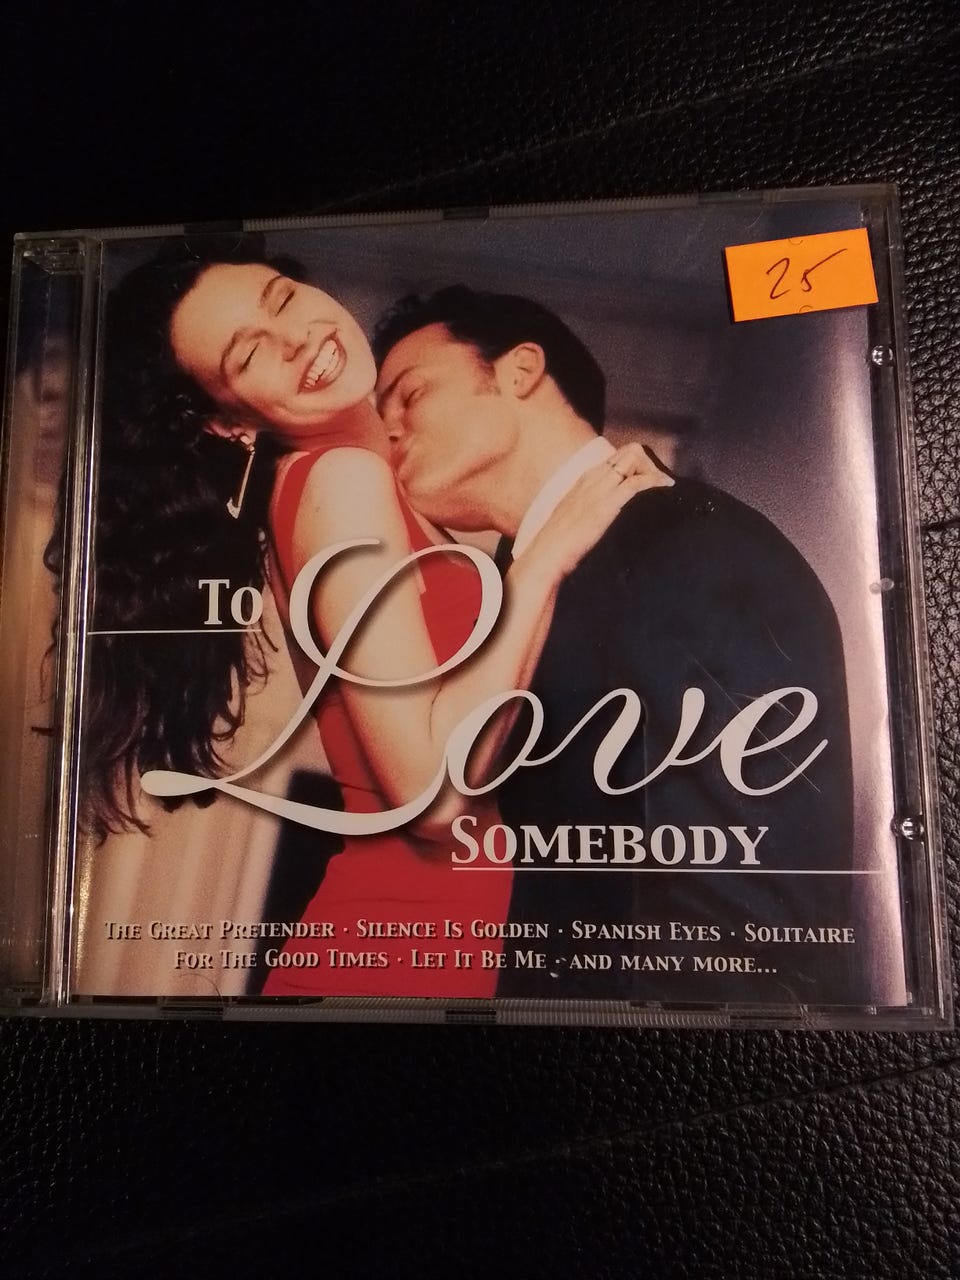 25
To
Love
Somebody
The Great Pretender · Silence Is Golden · Spanish Eyes · Solitaire
For The Good Times · Let It Be Me · and many more...